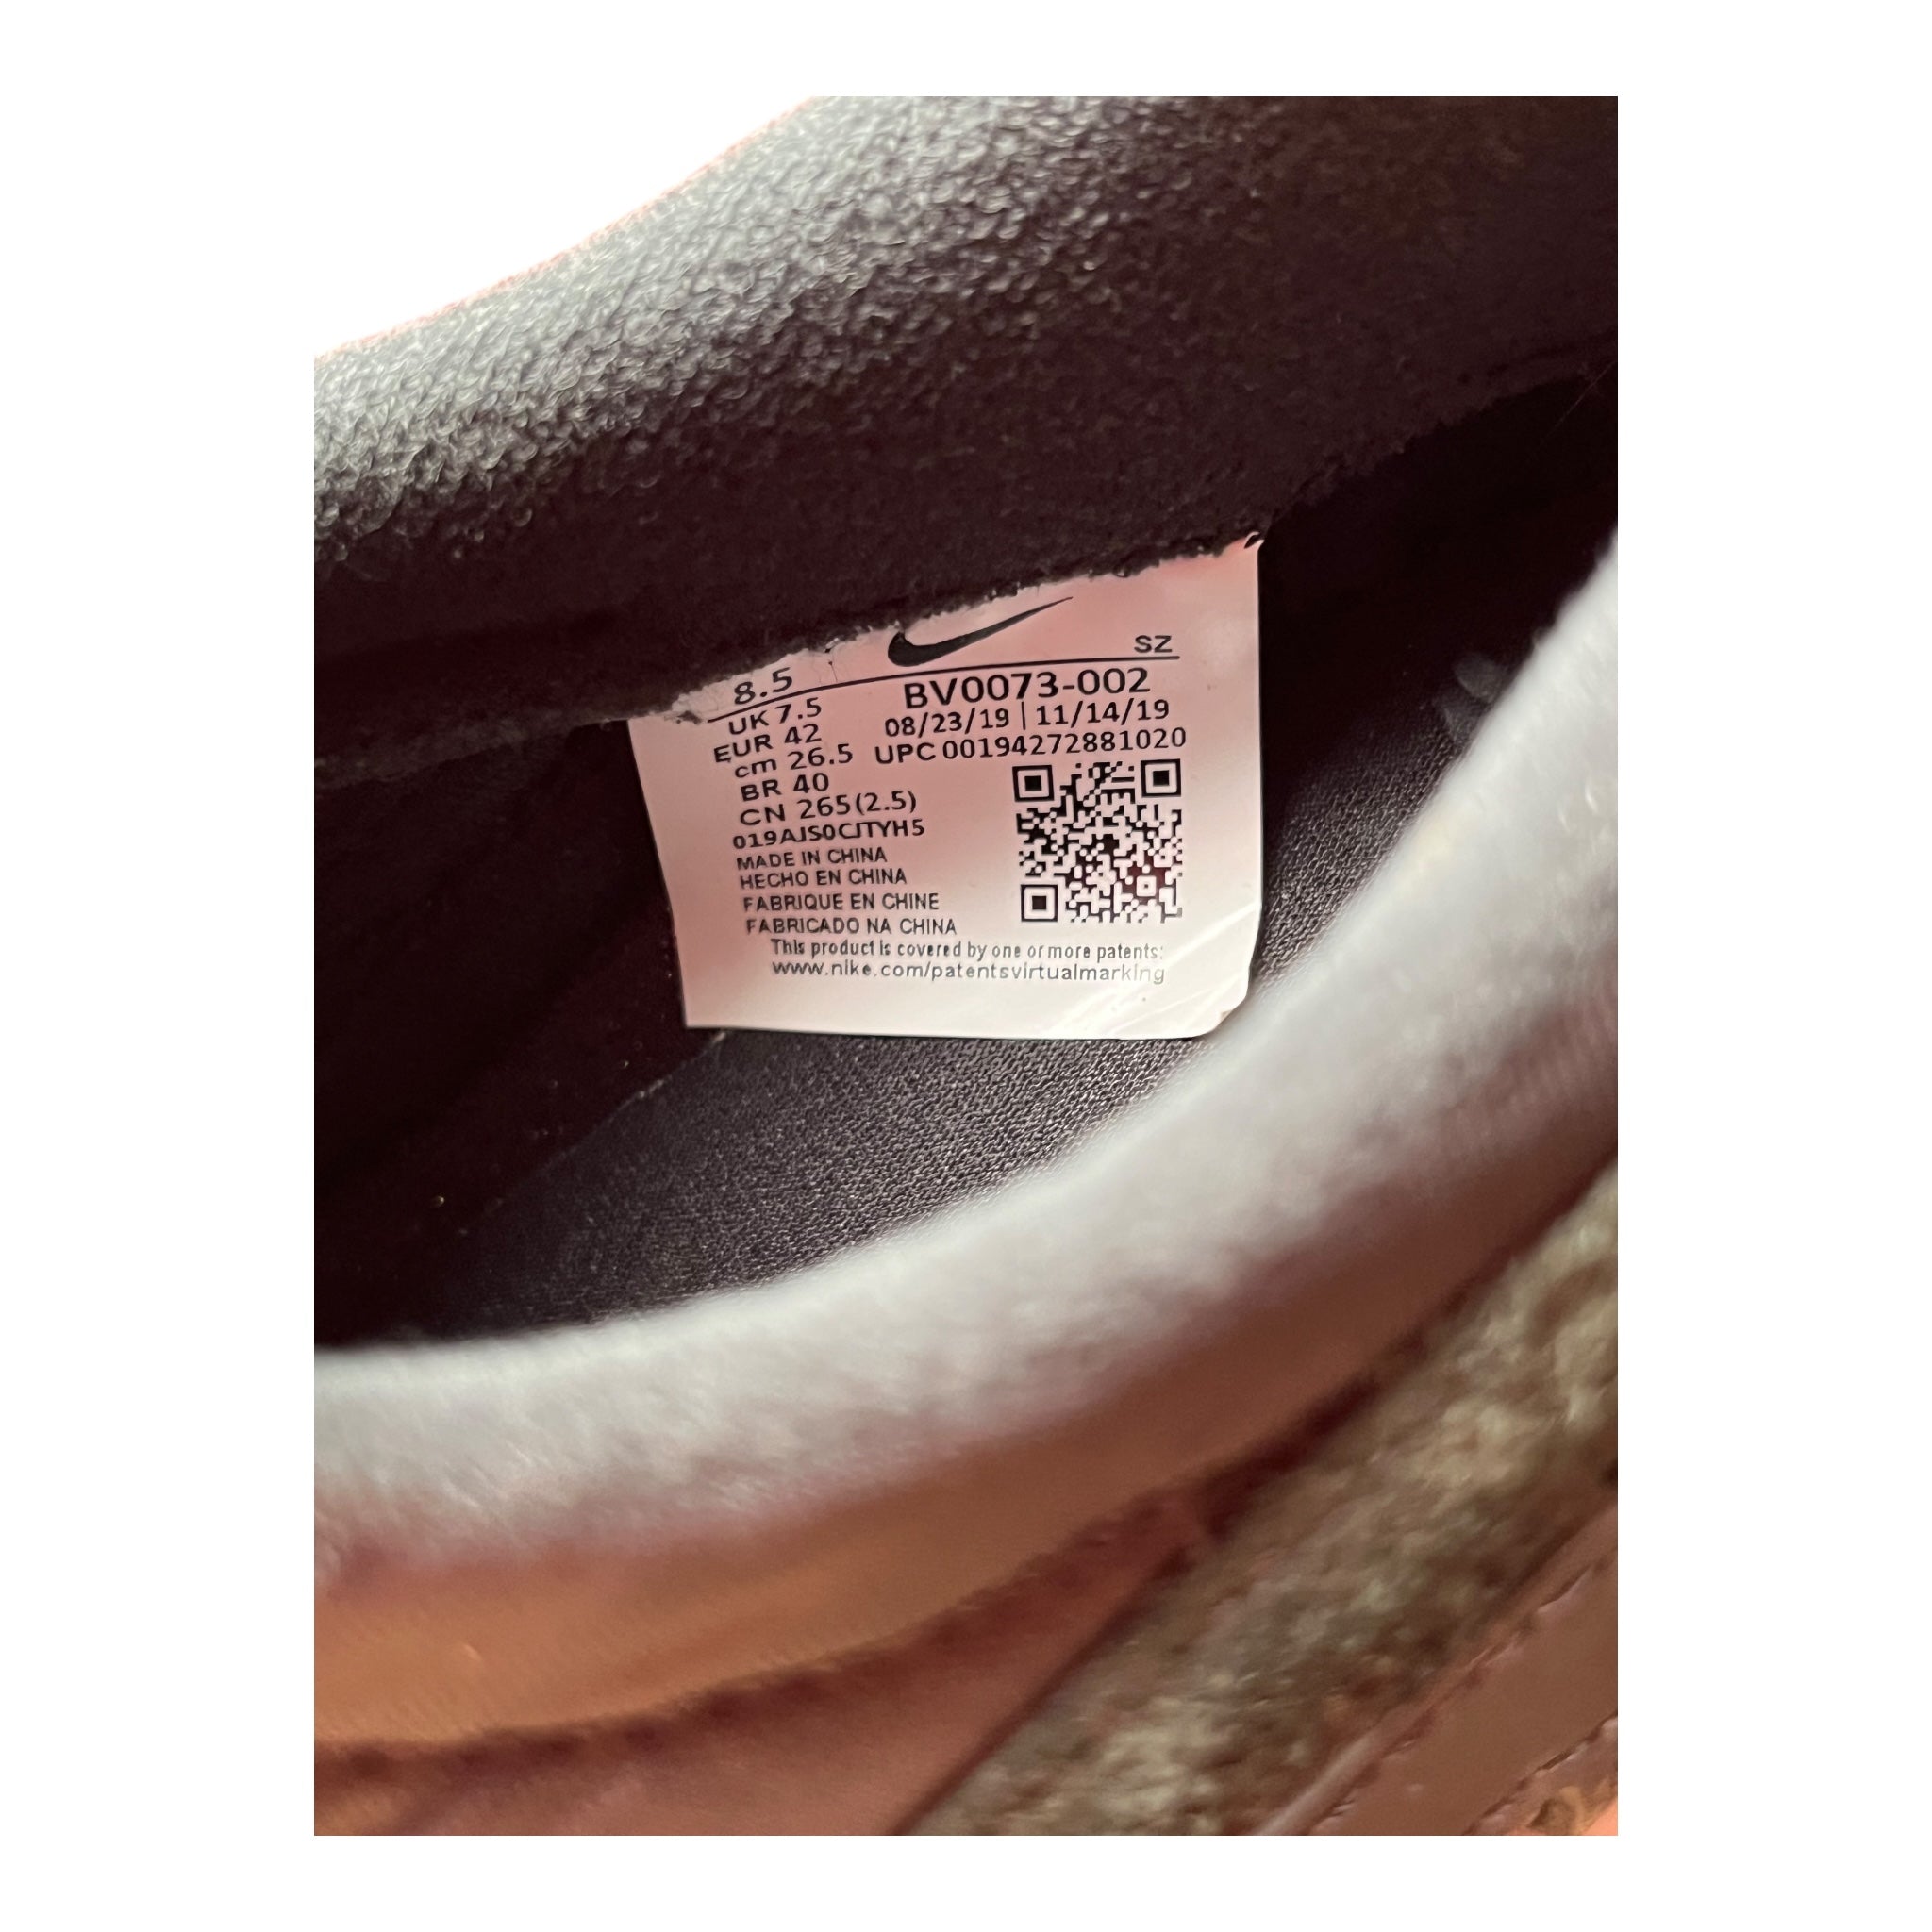 8.5
SZ
UK 7.5
BV0073-002
EUR 42
08/23/19 | 11/14/19
cm 26.5
UPC 00194272881020
BR 40
CN 265(2.5)
019AJS0CJTYH5
MADE IN CHINA
HECHO EN CHINA
FABRIQUE EN CHINE
FABRICADO NA CHINA
This product is covered by one or more patents:
www.nike.com/patentsvirtualmarking